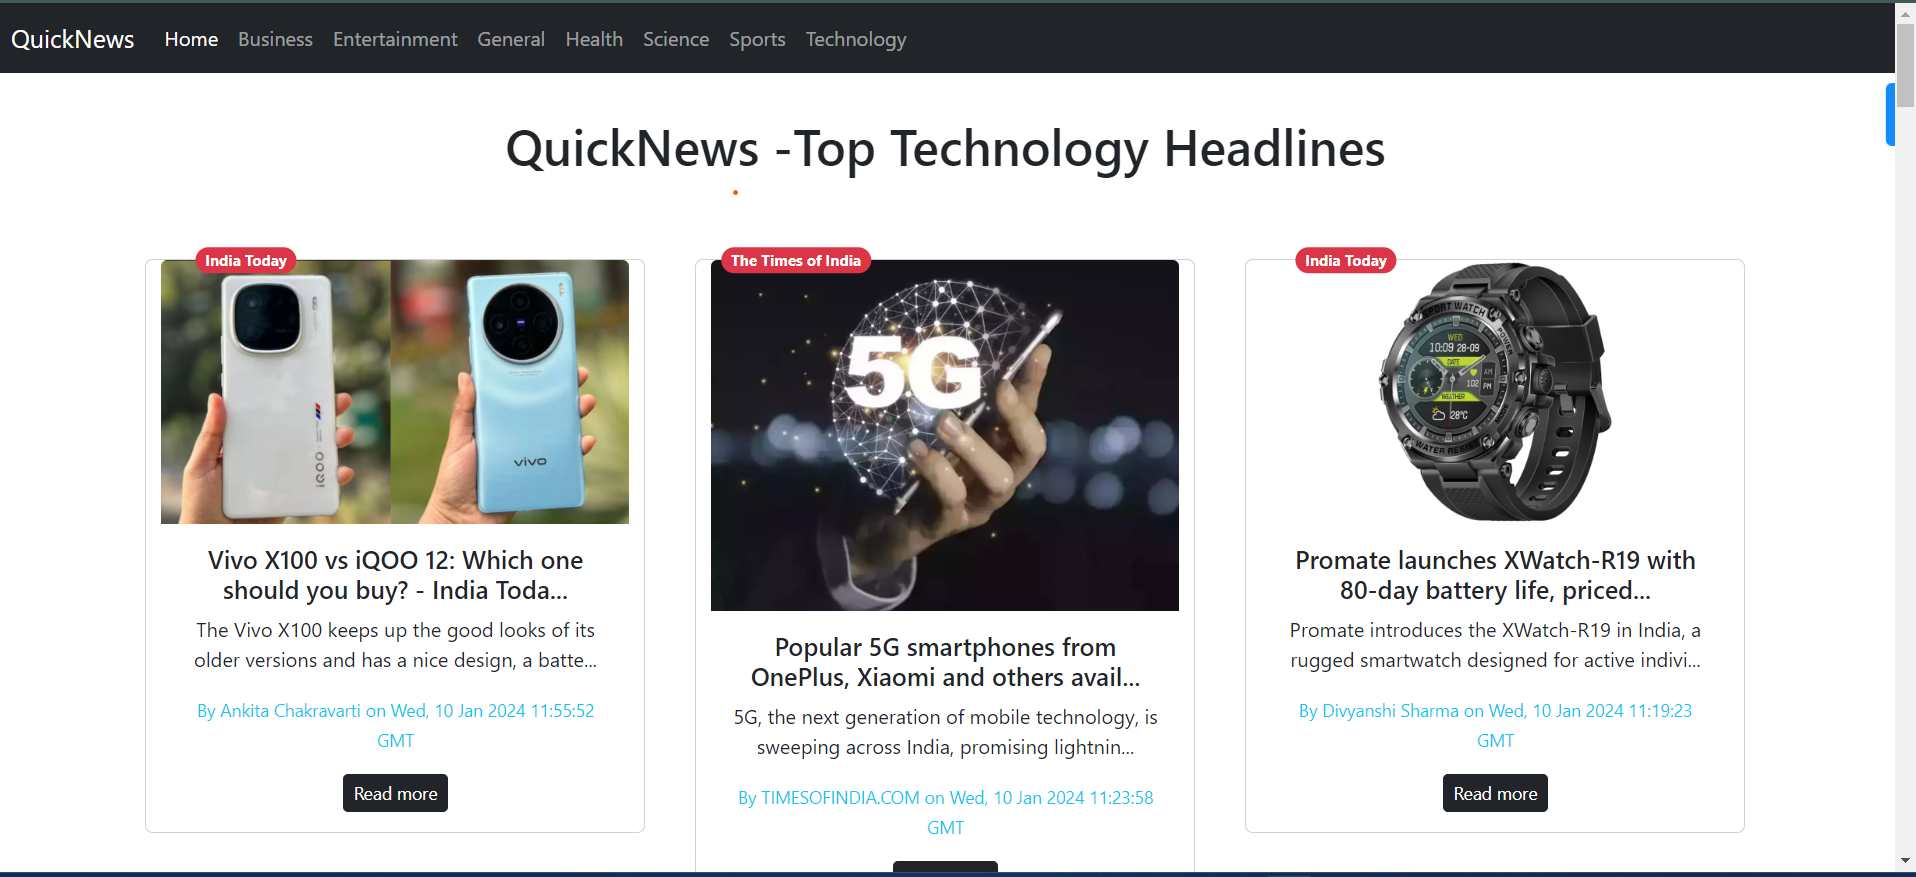 QuickNews Home Business Entertainment General Health Science Sports Technology
QuickNews -Top Technology Headlines
India Today
iQOO
vivo
Vivo X100 vs iQOO 12: Which one
should you buy? - India Toda...
The Vivo X100 keeps up the good looks of its
older versions and has a nice design, a batte...
By Ankita Chakravarti on Wed, 10 Jan 2024 11:55:52
GMT
Read more
The Times of India
5G
Popular 5G smartphones from
OnePlus, Xiaomi and others avail...
5G, the next generation of mobile technology, is
sweeping across India, promising lightnin...
By TIMESOFINDIA.COM on Wed, 10 Jan 2024 11:23:58
GMT
India Today
SPORT WATCH
POWER
WED
10:09 28-09
DATE
AM
102
PM
WEATHER
28°C
WATER RESIST
Promate launches XWatch-R19 with
80-day battery life, priced...
Promate introduces the XWatch-R19 in India, a
rugged smartwatch designed for active indivi...
By Divyanshi Sharma on Wed, 10 Jan 2024 11:19:23
GMT
Read more